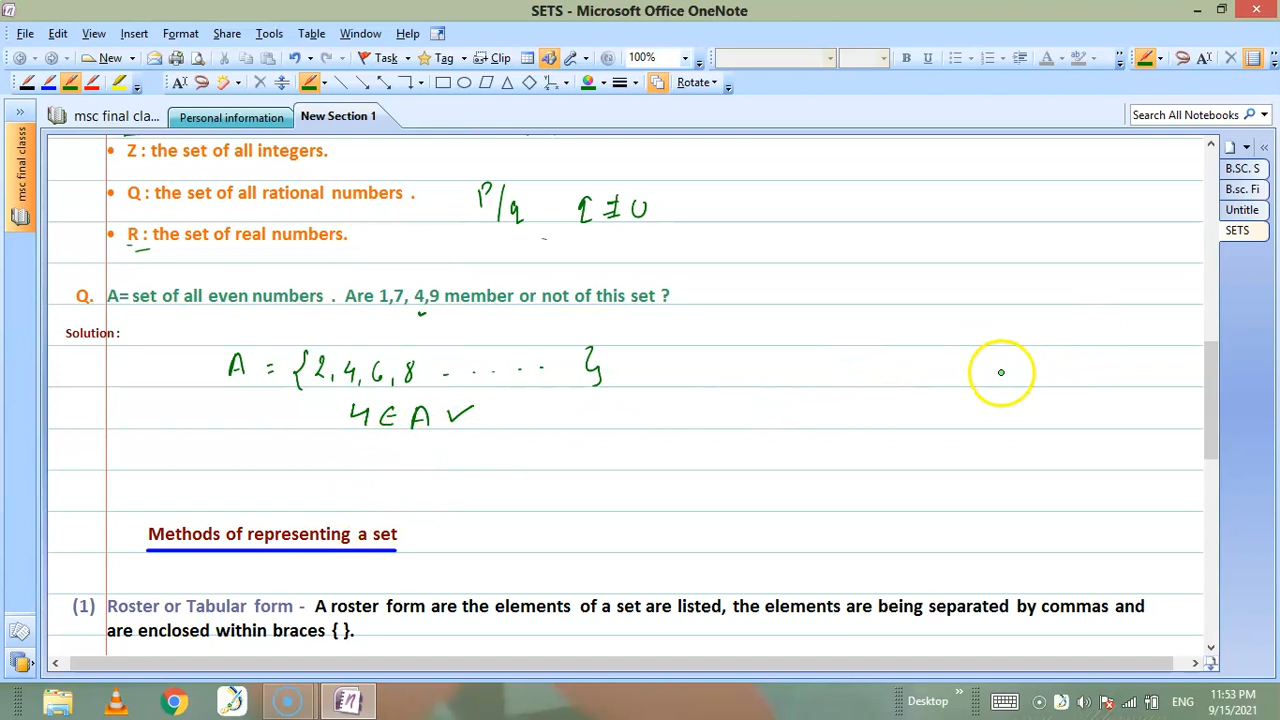 SETS - Microsoft Office OneNote
File Edit View Insert Format Share Tools Table Window Help
New Task Tag Clip 100% B U Rotate
msc final cla... Personal information New Section 1 Search All Notebooks
msc final classs
B.SC. S
B.sc. Fi
Untitle
SETS
• Z : the set of all integers.
• Q : the set of all rational numbers . P/q q ≠ 0
• R : the set of real numbers.
Q. A= set of all even numbers . Are 1,7, 4,9 member or not of this set ?
Solution :
A = {2, 4, 6, 8 - ..... }
4 ∈ A ✓
Methods of representing a set
(1) Roster or Tabular form - A roster form are the elements of a set are listed, the elements are being separated by commas and
are enclosed within braces { }.
Desktop » ENG 11:53 PM
9/15/2021